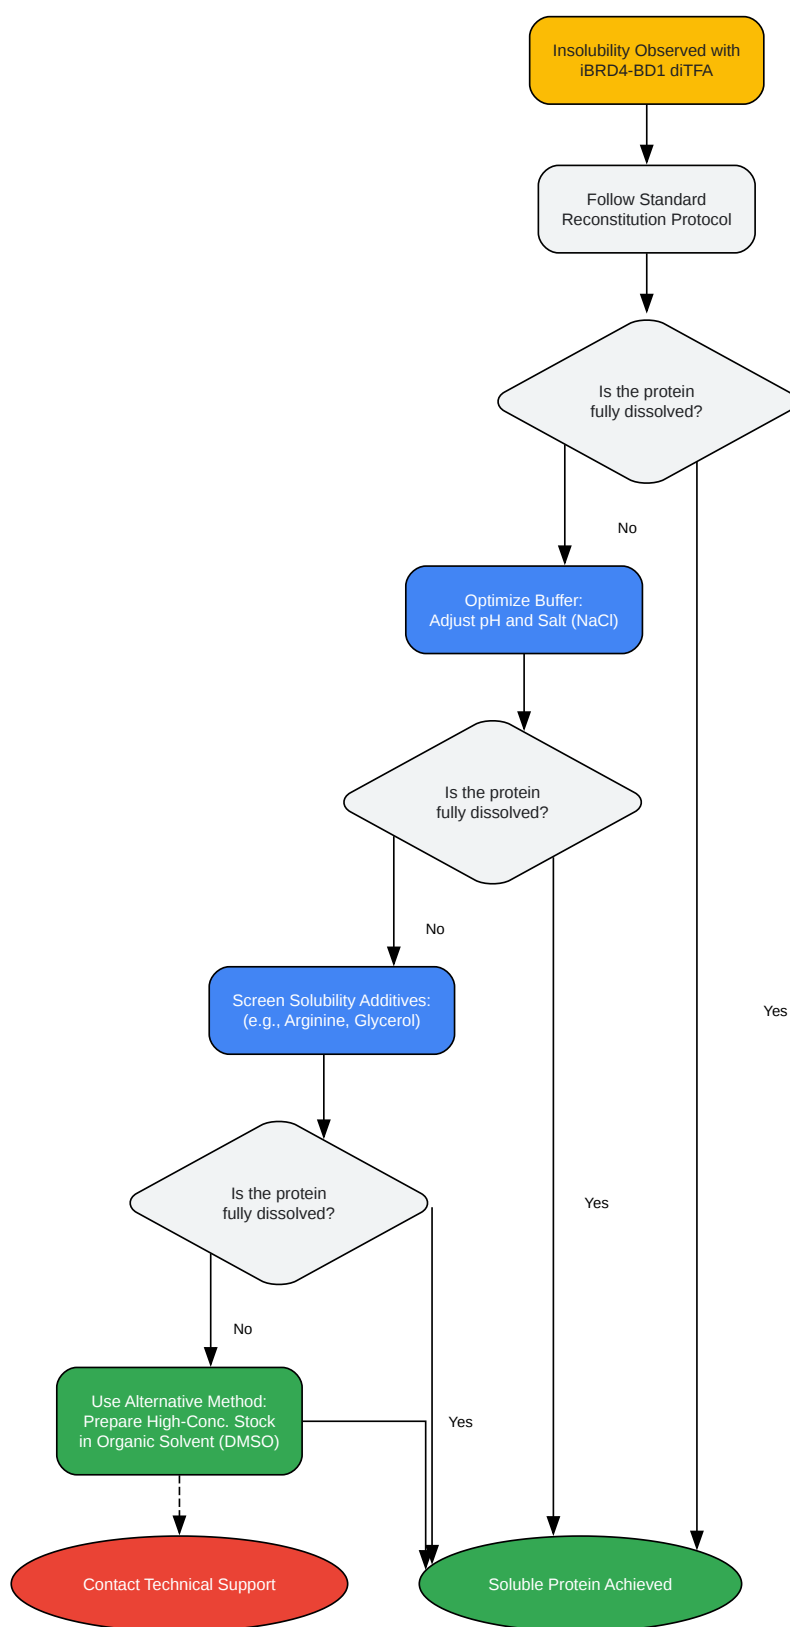 Insolubility Observed with
iBRD4-BD1 diTFA
Follow Standard
Reconstitution Protocol
Is the protein
fully dissolved?
No
Optimize Buffer:
Adjust pH and Salt (NaCl)
Is the protein
fully dissolved?
No
Screen Solubility Additives:
(e.g., Arginine, Glycerol)
Yes
Is the protein
fully dissolved?
Yes
No
Use Alternative Method:
Prepare High-Conc. Stock
in Organic Solvent (DMSO)
Yes
Contact Technical Support
Soluble Protein Achieved